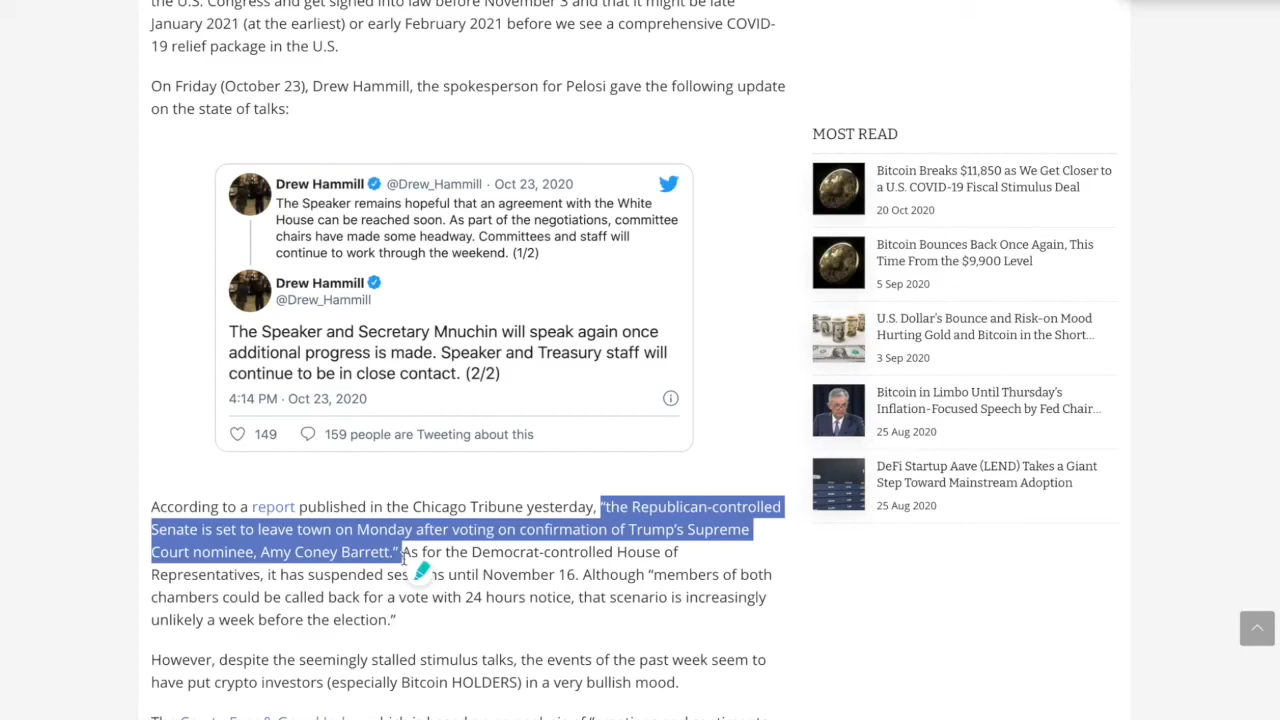 the U.S. Congress and get signed into law before November 3 and that it might be late
January 2021 (at the earliest) or early February 2021 before we see a comprehensive COVID-
19 relief package in the U.S.
On Friday (October 23), Drew Hammill, the spokesperson for Pelosi gave the following update
on the state of talks:
Drew Hammill @Drew_Hammill · Oct 23, 2020
The Speaker remains hopeful that an agreement with the White
House can be reached soon. As part of the negotiations, committee
chairs have made some headway. Committees and staff will
continue to work through the weekend. (1/2)
Drew Hammill
@Drew_Hammill
The Speaker and Secretary Mnuchin will speak again once
additional progress is made. Speaker and Treasury staff will
continue to be in close contact. (2/2)
4:14 PM · Oct 23, 2020
149 159 people are Tweeting about this
According to a report published in the Chicago Tribune yesterday, “the Republican-controlled
Senate is set to leave town on Monday after voting on confirmation of Trump’s Supreme
Court nominee, Amy Coney Barrett.” As for the Democrat-controlled House of
Representatives, it has suspended until November 16. Although “members of both
chambers could be called back for a vote with 24 hours notice, that scenario is increasingly
unlikely a week before the election.”
However, despite the seemingly stalled stimulus talks, the events of the past week seem to
have put crypto investors (especially Bitcoin HODLERS) in a very bullish mood.
MOST READ
Bitcoin Breaks $11,850 as We Get Closer to
a U.S. COVID-19 Fiscal Stimulus Deal
20 Oct 2020
Bitcoin Bounces Back Once Again, This
Time From the $9,900 Level
5 Sep 2020
U.S. Dollar’s Bounce and Risk-on Mood
Hurting Gold and Bitcoin in the Short...
3 Sep 2020
Bitcoin in Limbo Until Thursday’s
Inflation-Focused Speech by Fed Chair...
25 Aug 2020
DeFi Startup Aave (LEND) Takes a Giant
Step Toward Mainstream Adoption
25 Aug 2020